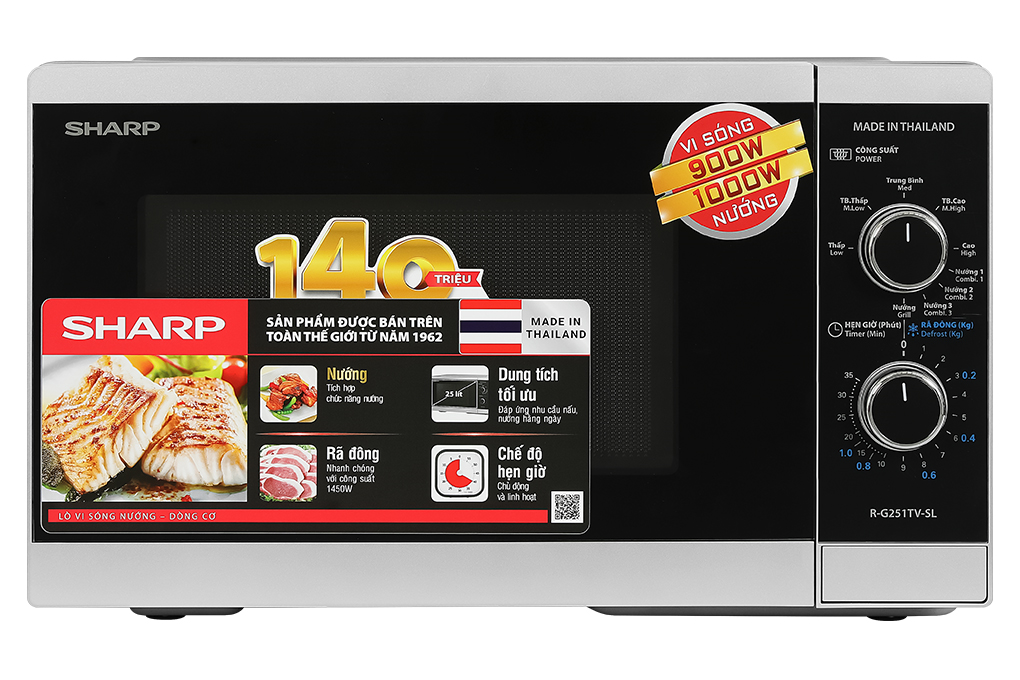 SHARP
VI SÓNG
900W
1000W
NƯỚNG
140
TRIỆU
SHARP
SẢN PHẨM ĐƯỢC BÁN TRÊN
TOÀN THẾ GIỚI TỪ NĂM 1962
MADE IN
THAILAND
Nướng
Tích hợp
chức năng nướng
25 lít
Dung tích
tối ưu
Đáp ứng nhu cầu nấu,
nướng hàng ngày
Rã đông
Nhanh chóng
với công suất
1450W
Chế độ
hẹn giờ
Chủ động
và linh hoạt
LÒ VI SÓNG NƯỚNG – DÒNG CƠ
MADE IN THAILAND
CÔNG SUẤT
POWER
Trung Bình
Med
TB.Thấp
M.Low
TB.Cao
M.High
Thấp
Low
Cao
High
Nướng 1
Combi. 1
Nướng 2
Combi. 2
Nướng 3
Combi. 3
Nướng
Grill
HẸN GIỜ (Phút)
Timer (Min)
RÃ ĐÔNG (Kg)
Defrost (Kg)
0
1
2
3 0.2
4
5
6 0.4
7
8 0.6
9
10
0.8
15
1.0
20
25
30
35
R-G251TV-SL